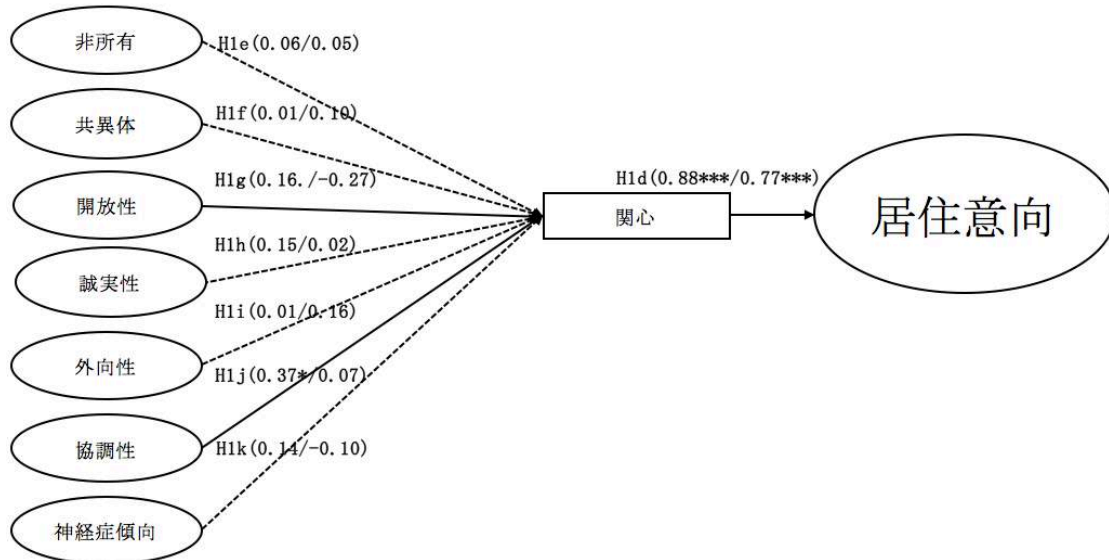 非所有
H1e(0.06/0.05)
共異体
H1f(0.01/0.10)
H1g(0.16./-0.27)
開放性
H1h(0.15/0.02)
誠実性
H1i(0.01/0.16)
外向性
H1j(0.37*/0.07)
協調性
H1k(0.14/-0.10)
神経症傾向
関心
H1d(0.88***/0.77***)
居住意向